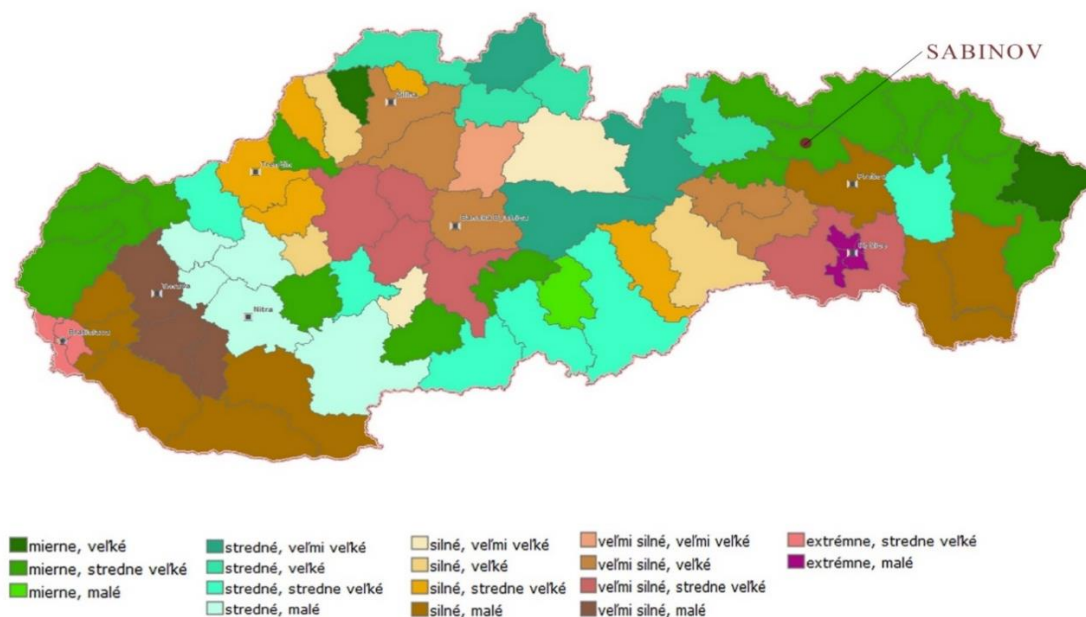 SABINOV
Nitra
mierne, veľké
mierne, stredne veľké
mierne, malé
stredné, veľmi veľké
stredné, veľké
stredné, stredne veľké
stredné, malé
silné, veľmi veľké
silné, veľké
silné, stredne veľké
silné, malé
veľmi silné, veľmi veľké
veľmi silné, veľké
veľmi silné, stredne veľké
veľmi silné, malé
extrémne, stredne veľké
extrémne, malé